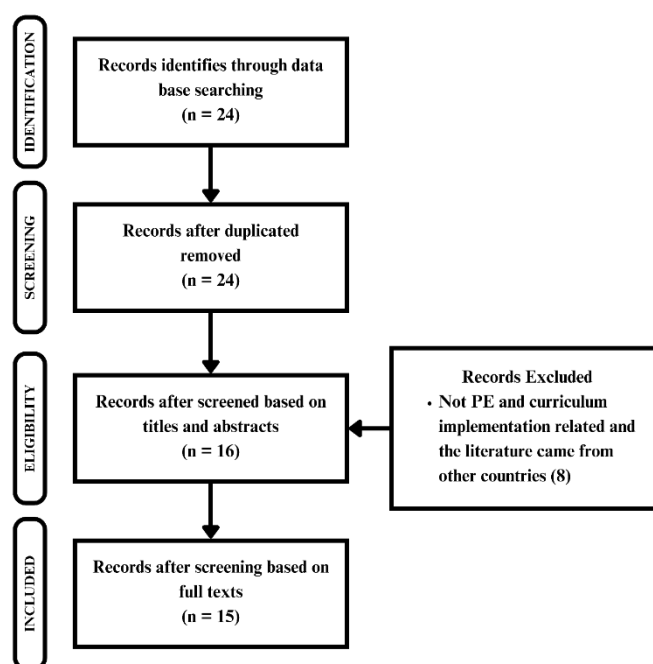 IDENTIFICATION
Records identifies through data
base searching
(n = 24)
SCREENING
Records after duplicated
removed
(n = 24)
ELIGIBILITY
Records after screened based on
titles and abstracts
(n = 16)
Records Excluded
• Not PE and curriculum
implementation related and
the literature came from
other countries (8)
INCLUDED
Records after screening based on
full texts
(n = 15)